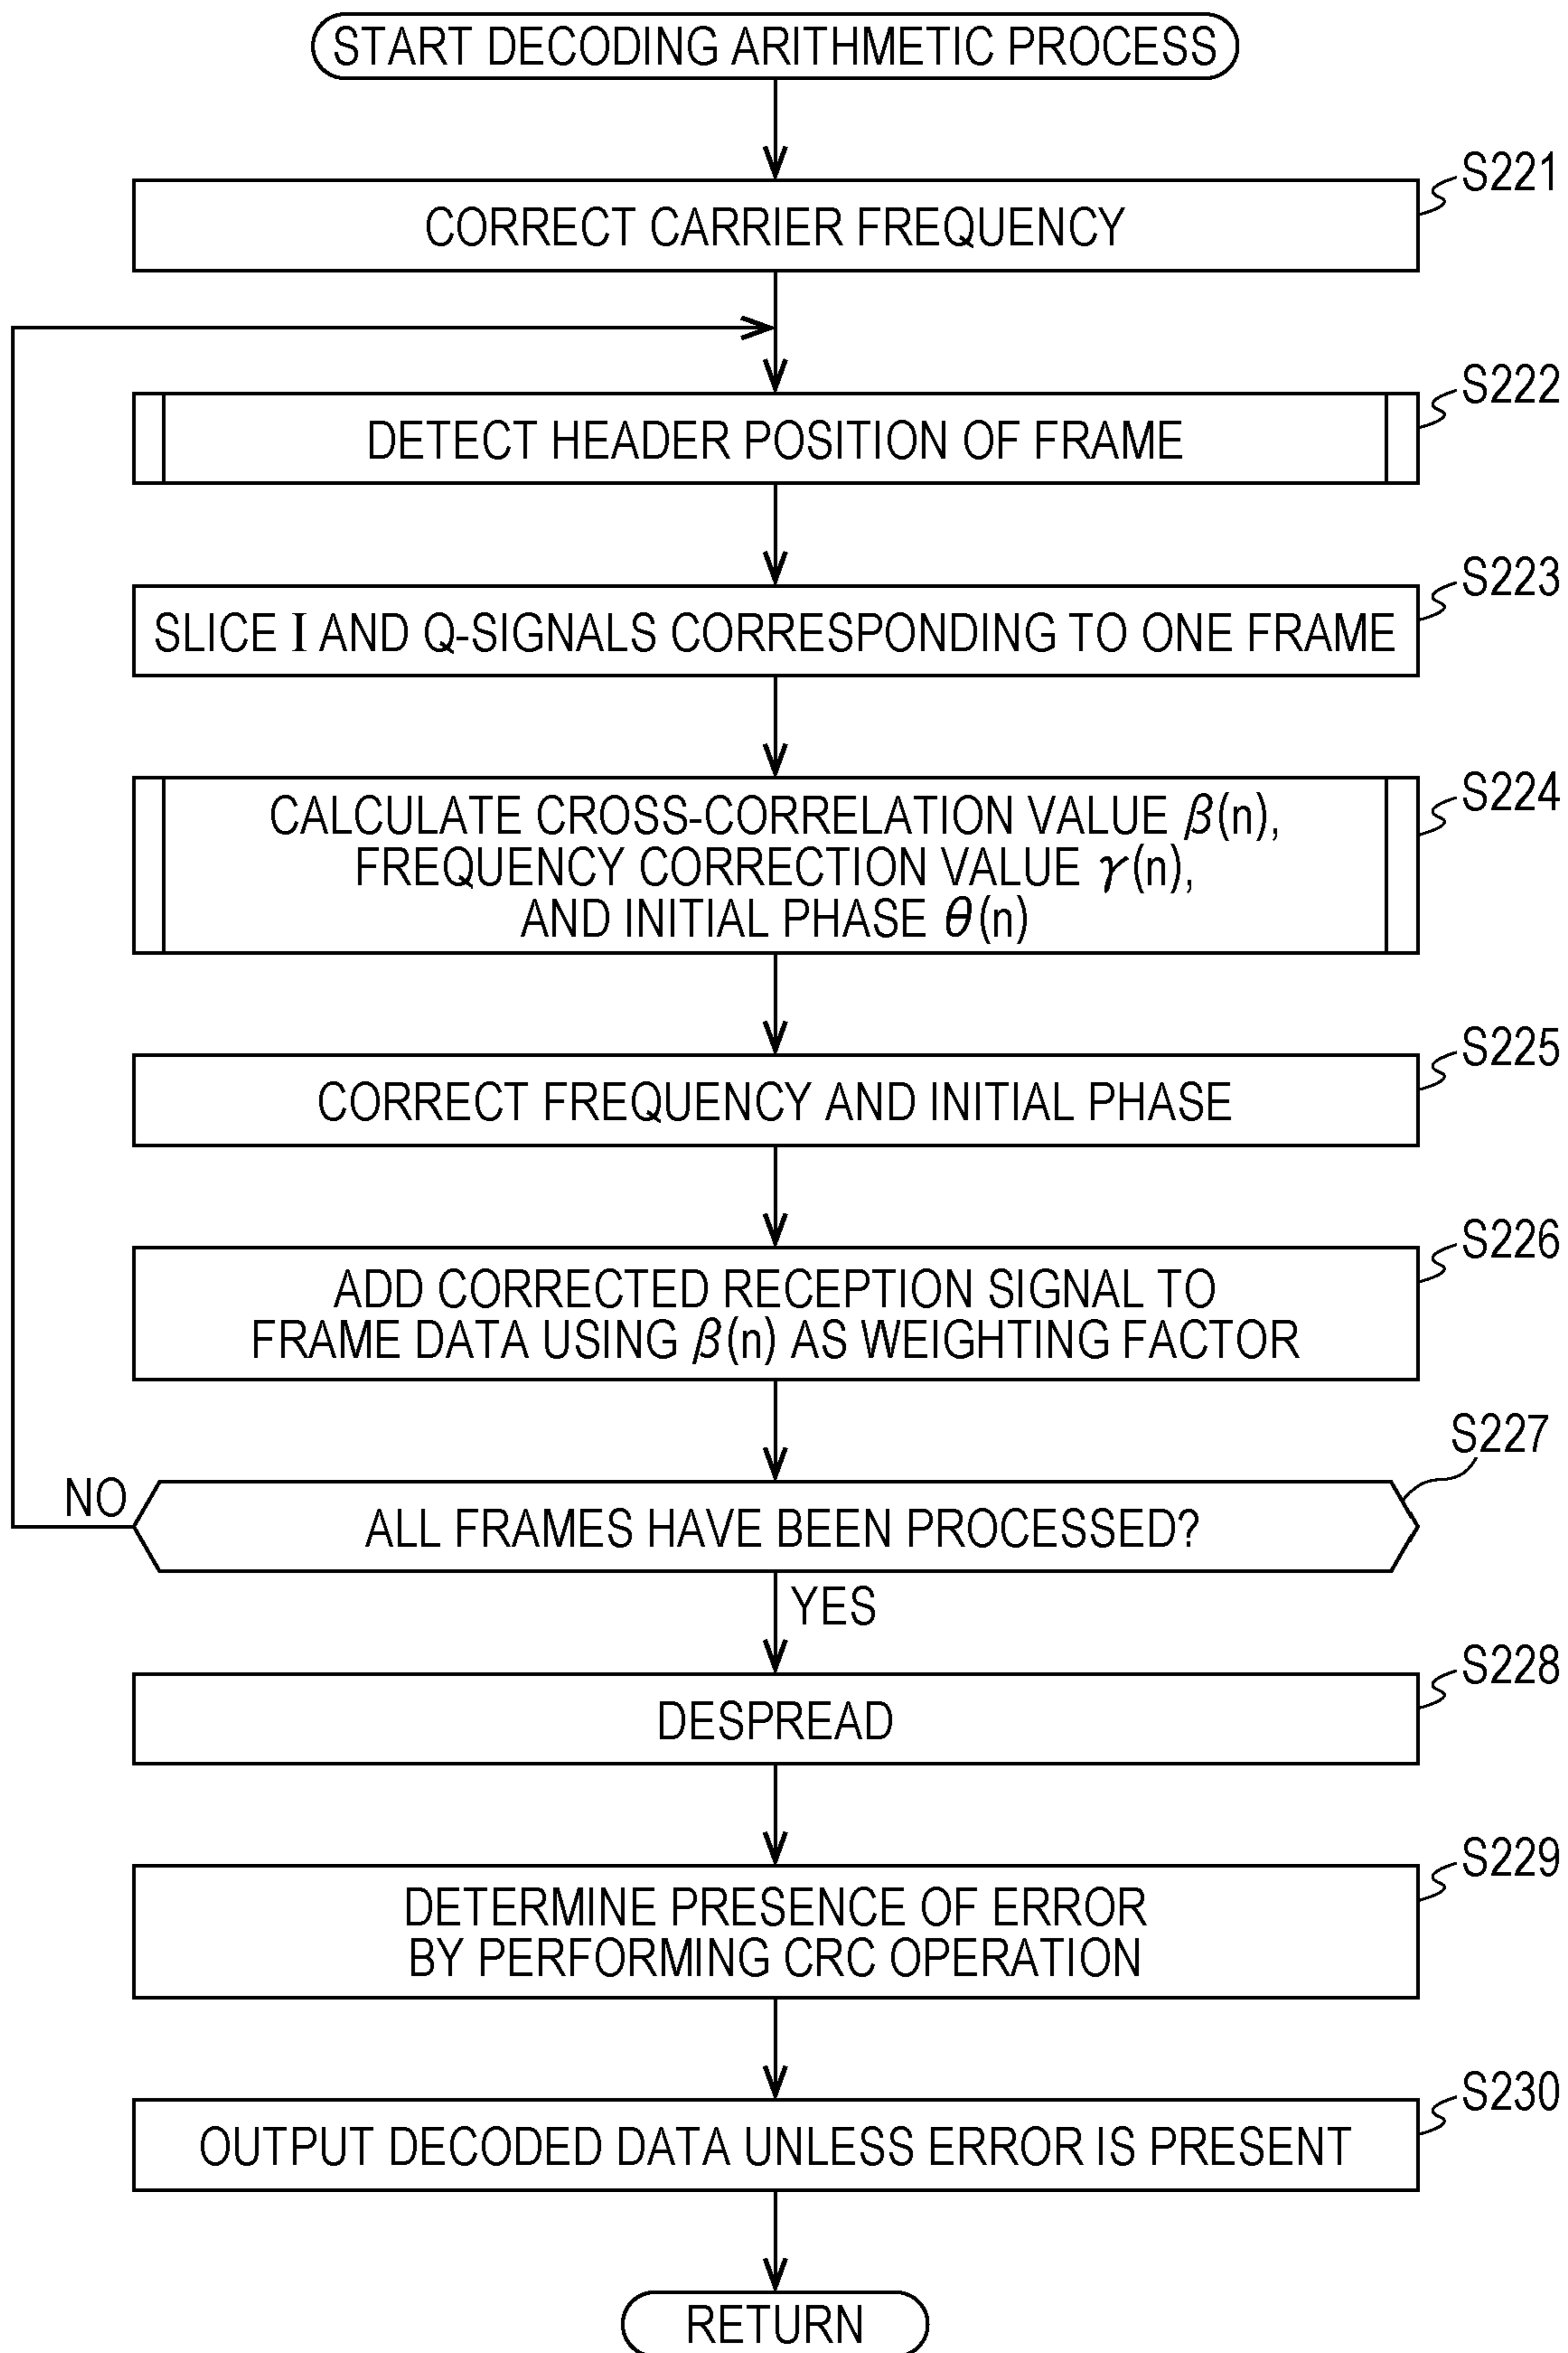 START DECODING ARITHMETIC PROCESS
S221
CORRECT CARRIER FREQUENCY
S222
DETECT HEADER POSITION OF FRAME
S223
SLICE I AND Q-SIGNALS CORRESPONDING TO ONE FRAME
S224
CALCULATE CROSS-CORRELATION VALUE β(n),
FREQUENCY CORRECTION VALUE γ(n),
AND INITIAL PHASE θ(n)
S225
CORRECT FREQUENCY AND INITIAL PHASE
S226
ADD CORRECTED RECEPTION SIGNAL TO
FRAME DATA USING β(n) AS WEIGHTING FACTOR
S227
NO
ALL FRAMES HAVE BEEN PROCESSED?
YES
S228
DESPREAD
S229
DETERMINE PRESENCE OF ERROR
BY PERFORMING CRC OPERATION
S230
OUTPUT DECODED DATA UNLESS ERROR IS PRESENT
RETURN